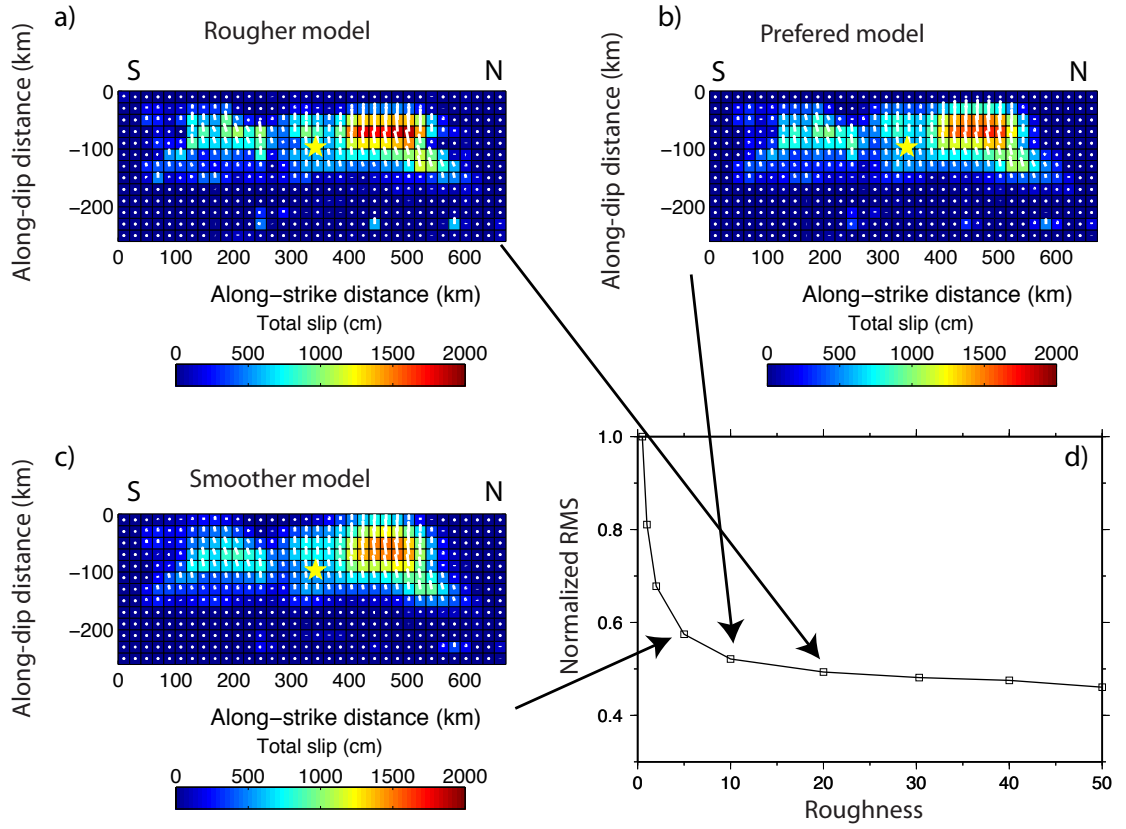 a)
Rougher model
S N
Along-dip distance (km)
0
−100
−200
0 100 200 300 400 500 600
Along−strike distance (km)
Total slip (cm)
0 500 1000 1500 2000
b)
Prefered model
S N
Along-dip distance (km)
0
−100
−200
0 100 200 300 400 500 600
Along−strike distance (km)
Total slip (cm)
0 500 1000 1500 2000
c)
Smoother model
S N
Along-dip distance (km)
0
−100
−200
0 100 200 300 400 500 600
Along−strike distance (km)
Total slip (cm)
0 500 1000 1500 2000
d)
Normalized RMS
1.0
0.8
0.6
0.4
0 10 20 30 40 50
Roughness